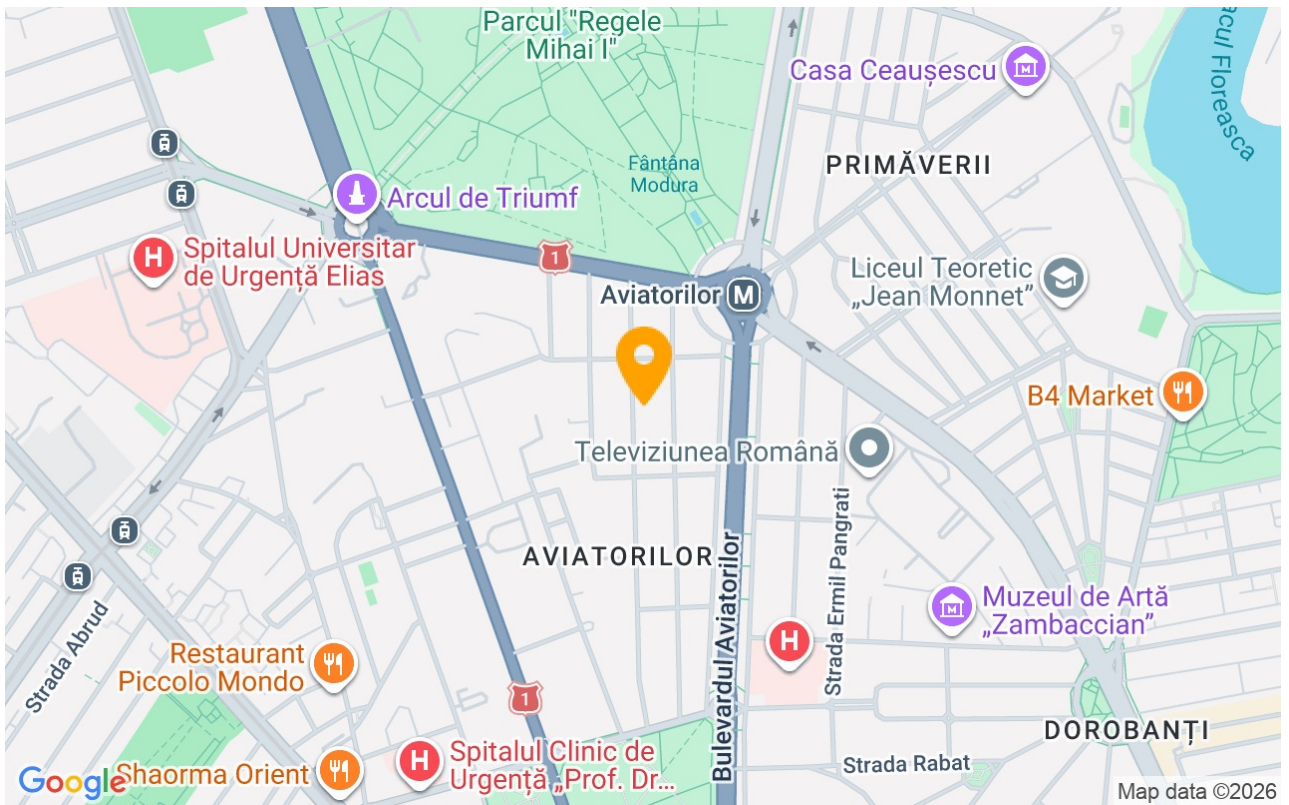 Parcul "Regele
Mihai I"
Casa Ceaușescu
Lacul Floreasca
PRIMĂVERII
Fântâna
Modura
Arcul de Triumf
Spitalul Universitar
de Urgență Elias
1
Aviatorilor
Liceul Teoretic
„Jean Monnet”
B4 Market
Televiziunea Română
AVIATORILOR
Bulevardul Aviatorilor
Strada Ermil Pangrati
Muzeul de Artă
„Zambaccian”
Strada Abrud
Restaurant
Piccolo Mondo
1
DOROBANȚI
Spitalul Clinic de
Urgență „Prof. Dr...
Strada Rabat
Shaorma Orient
Google
Map data ©2026